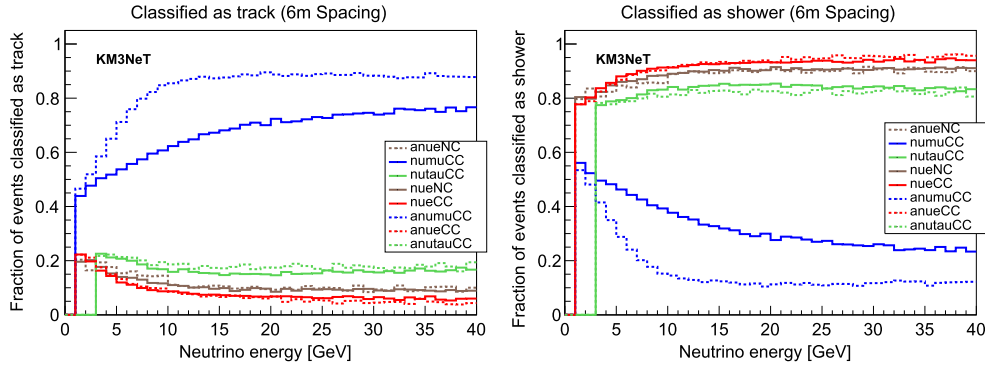 Classified as track (6m Spacing)
Fraction of events classified as track
1
0.8
0.6
0.4
0.2
0
KM3NeT
anueNC
numuCC
nutauCC
nueNC
nueCC
anumuCC
anueCC
anutauCC
0 5 10 15 20 25 30 35 40
Neutrino energy [GeV]
Classified as shower (6m Spacing)
Fraction of events classified as shower
1
0.8
0.6
0.4
0.2
0
KM3NeT
anueNC
numuCC
nutauCC
nueNC
nueCC
anumuCC
anueCC
anutauCC
0 5 10 15 20 25 30 35 40
Neutrino energy [GeV]